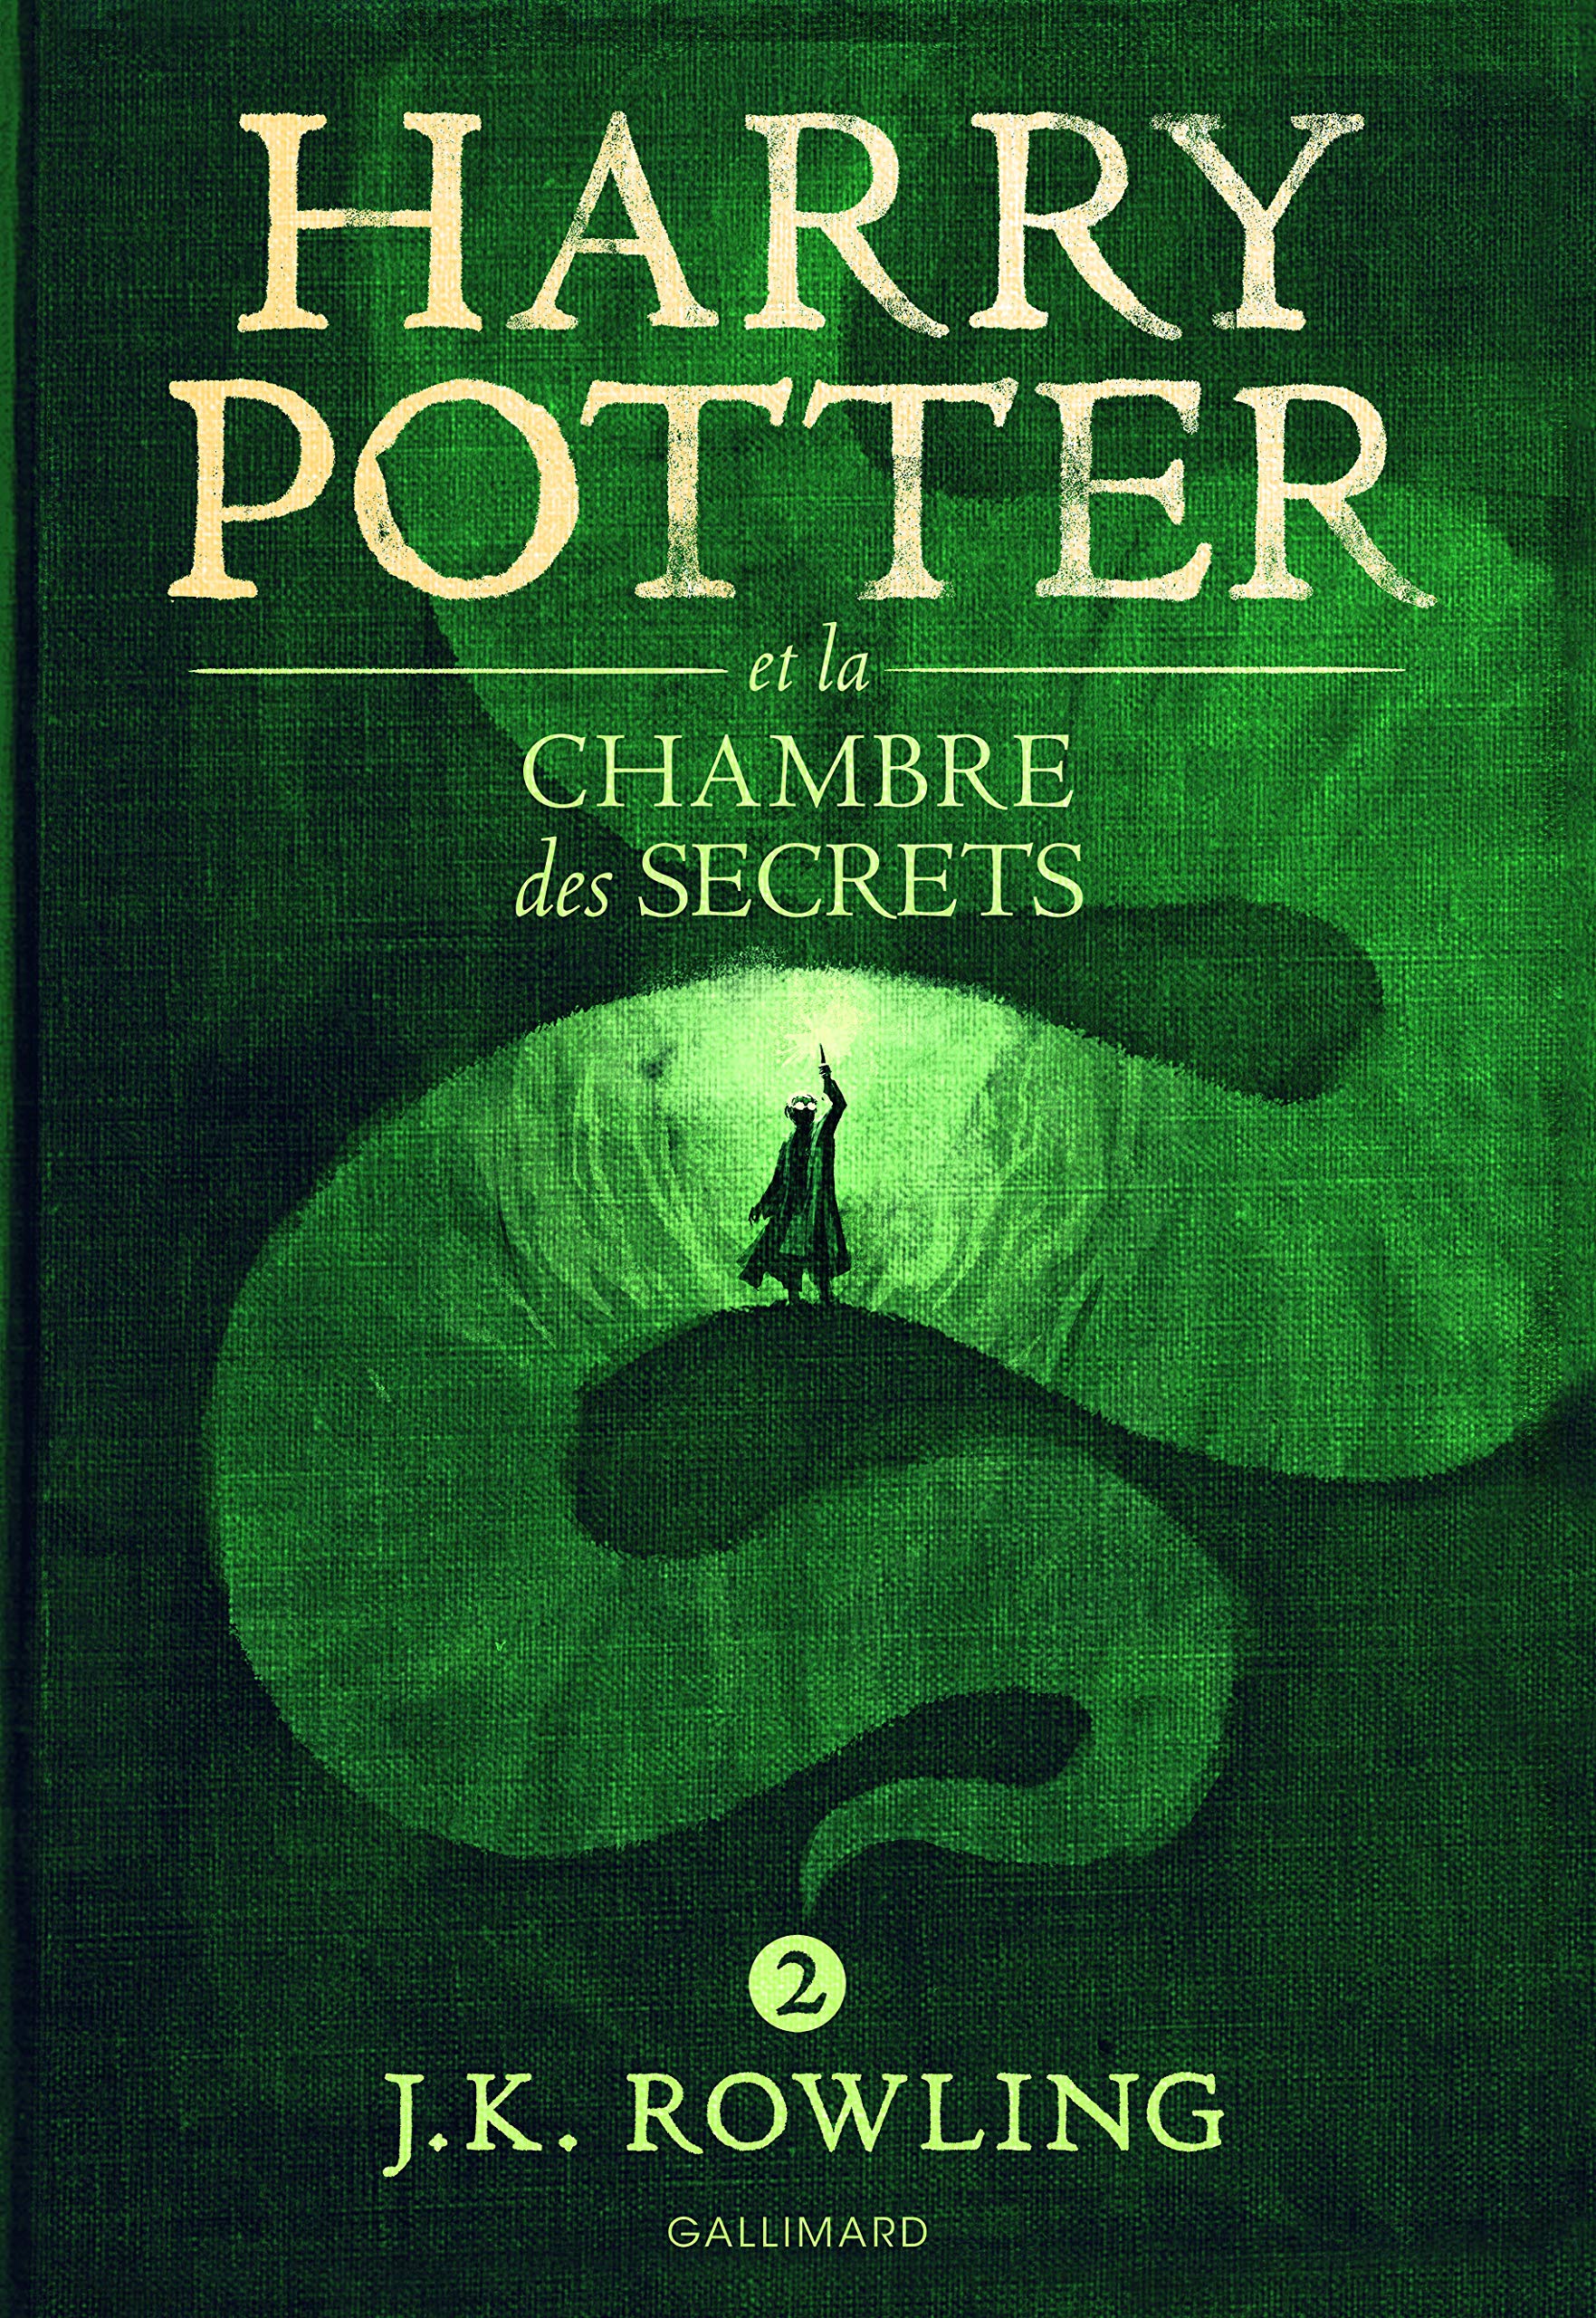 HARRY
POTTER
et la
CHAMBRE
des SECRETS
2
J.K. ROWLING
GALLIMARD